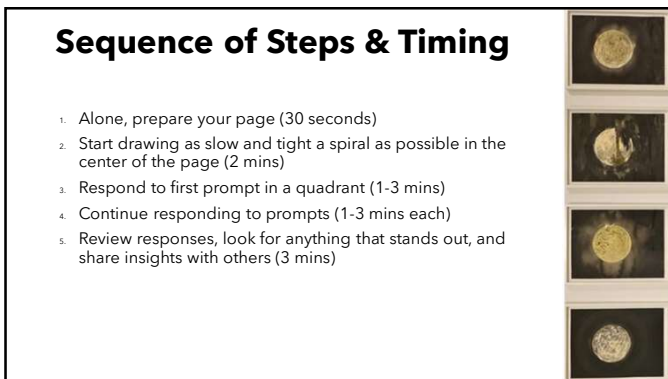 Sequence of Steps & Timing
1. Alone, prepare your page (30 seconds)
2. Start drawing as slow and tight a spiral as possible in the
center of the page (2 mins)
3. Respond to first prompt in a quadrant (1-3 mins)
4. Continue responding to prompts (1-3 mins each)
5. Review responses, look for anything that stands out, and
share insights with others (3 mins)